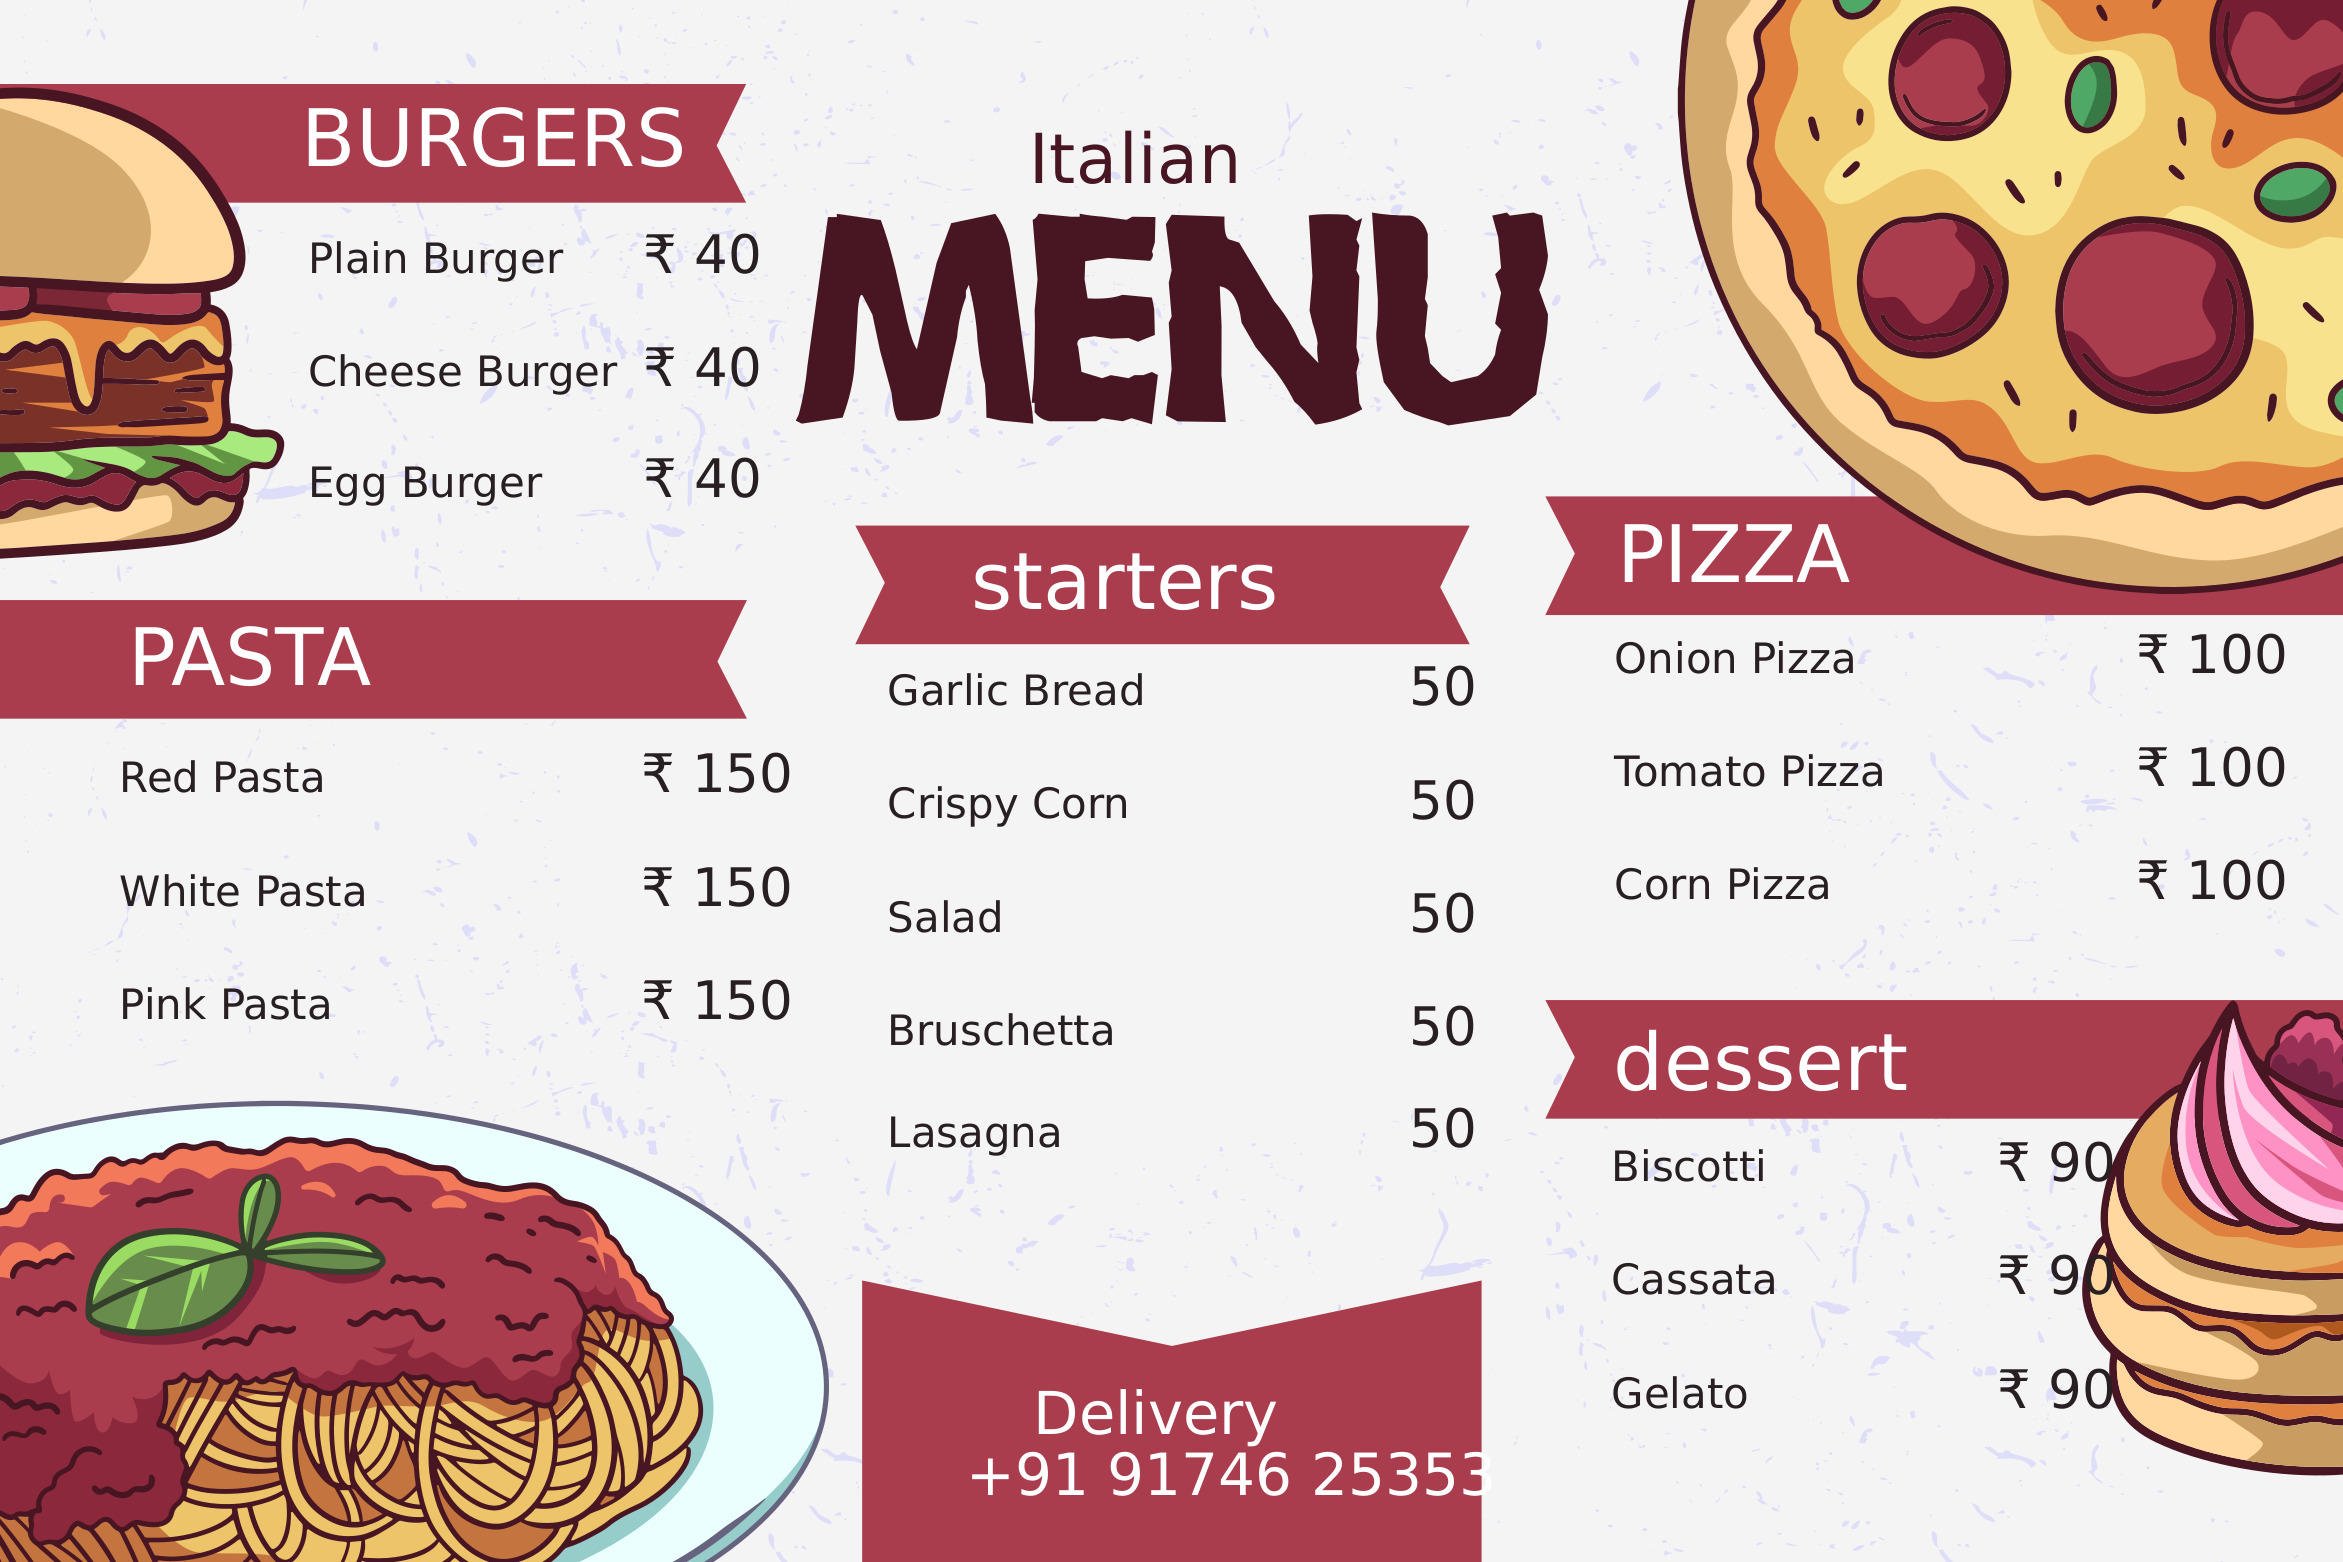 BURGERS
Plain Burger ₹ 40
Cheese Burger ₹ 40
Egg Burger ₹ 40
PASTA
Red Pasta ₹ 150
White Pasta ₹ 150
Pink Pasta ₹ 150
Italian
MENU
starters
Garlic Bread 50
Crispy Corn 50
Salad 50
Bruschetta 50
Lasagna 50
Delivery
+91 91746 25353
PIZZA
Onion Pizza ₹ 100
Tomato Pizza ₹ 100
Corn Pizza ₹ 100
dessert
Biscotti ₹ 90
Cassata ₹ 90
Gelato ₹ 90